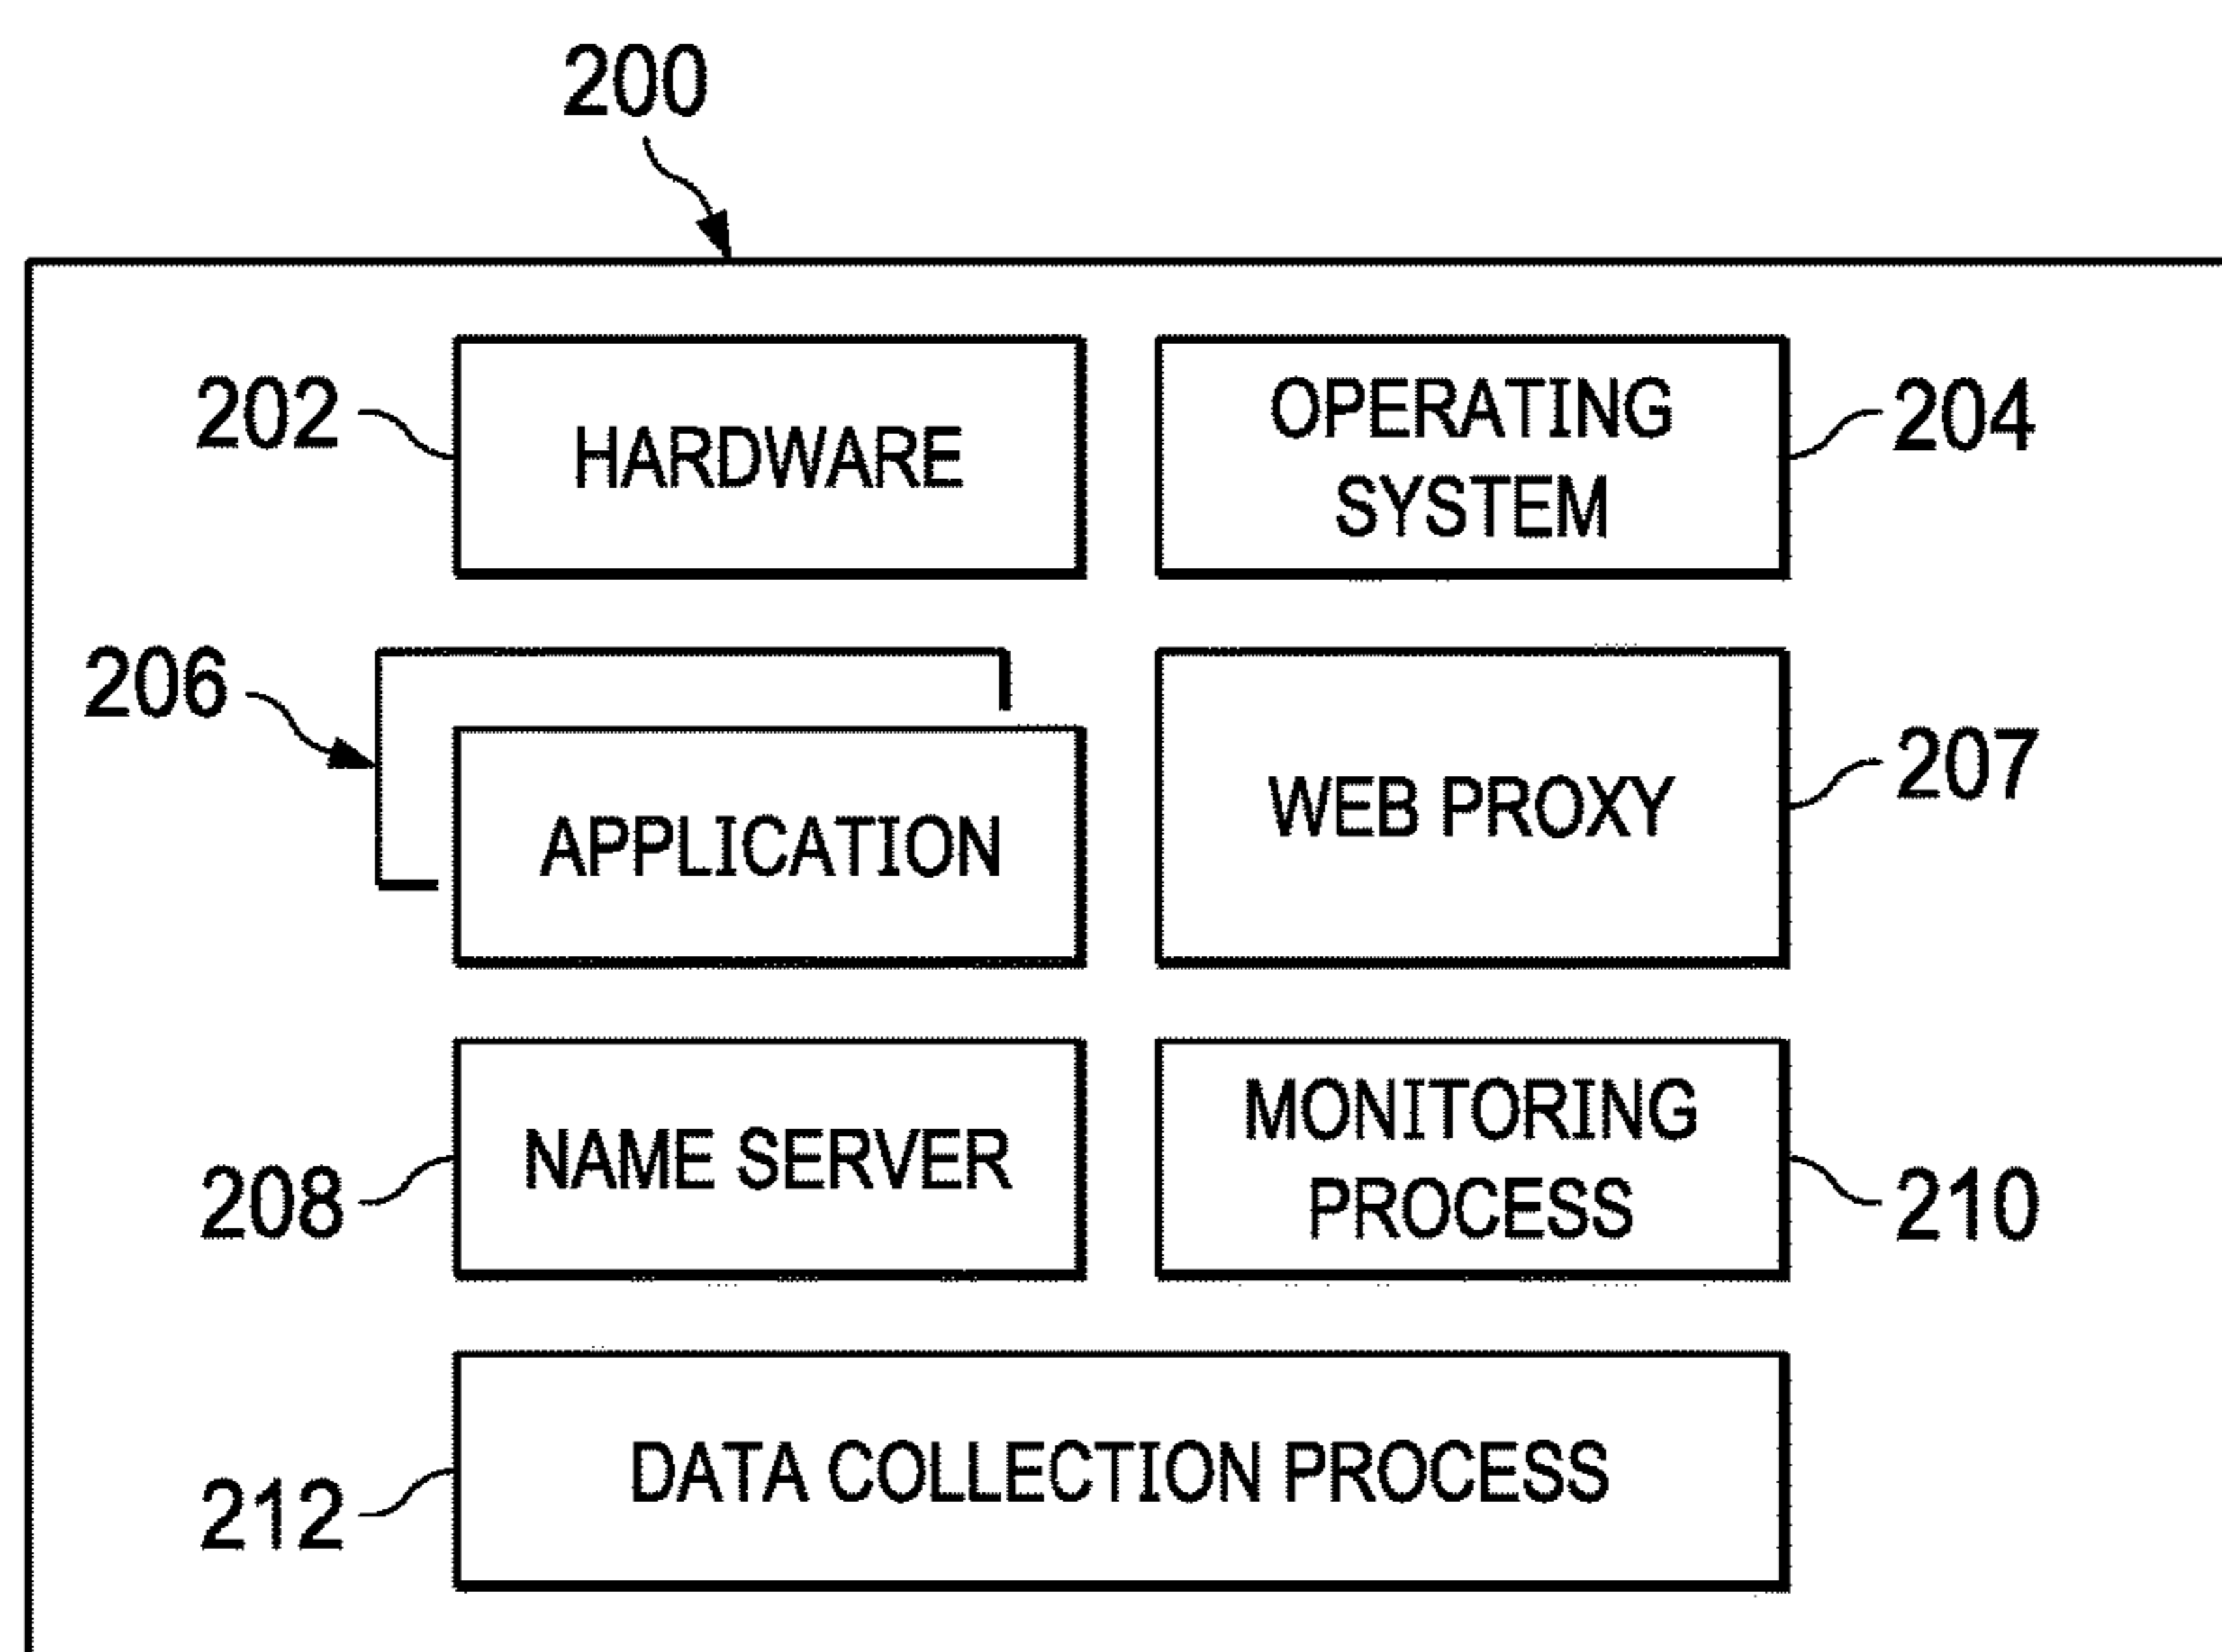 200
202
HARDWARE
OPERATING
SYSTEM
204
206
APPLICATION
WEB PROXY
207
208
NAME SERVER
MONITORING
PROCESS
210
212
DATA COLLECTION PROCESS